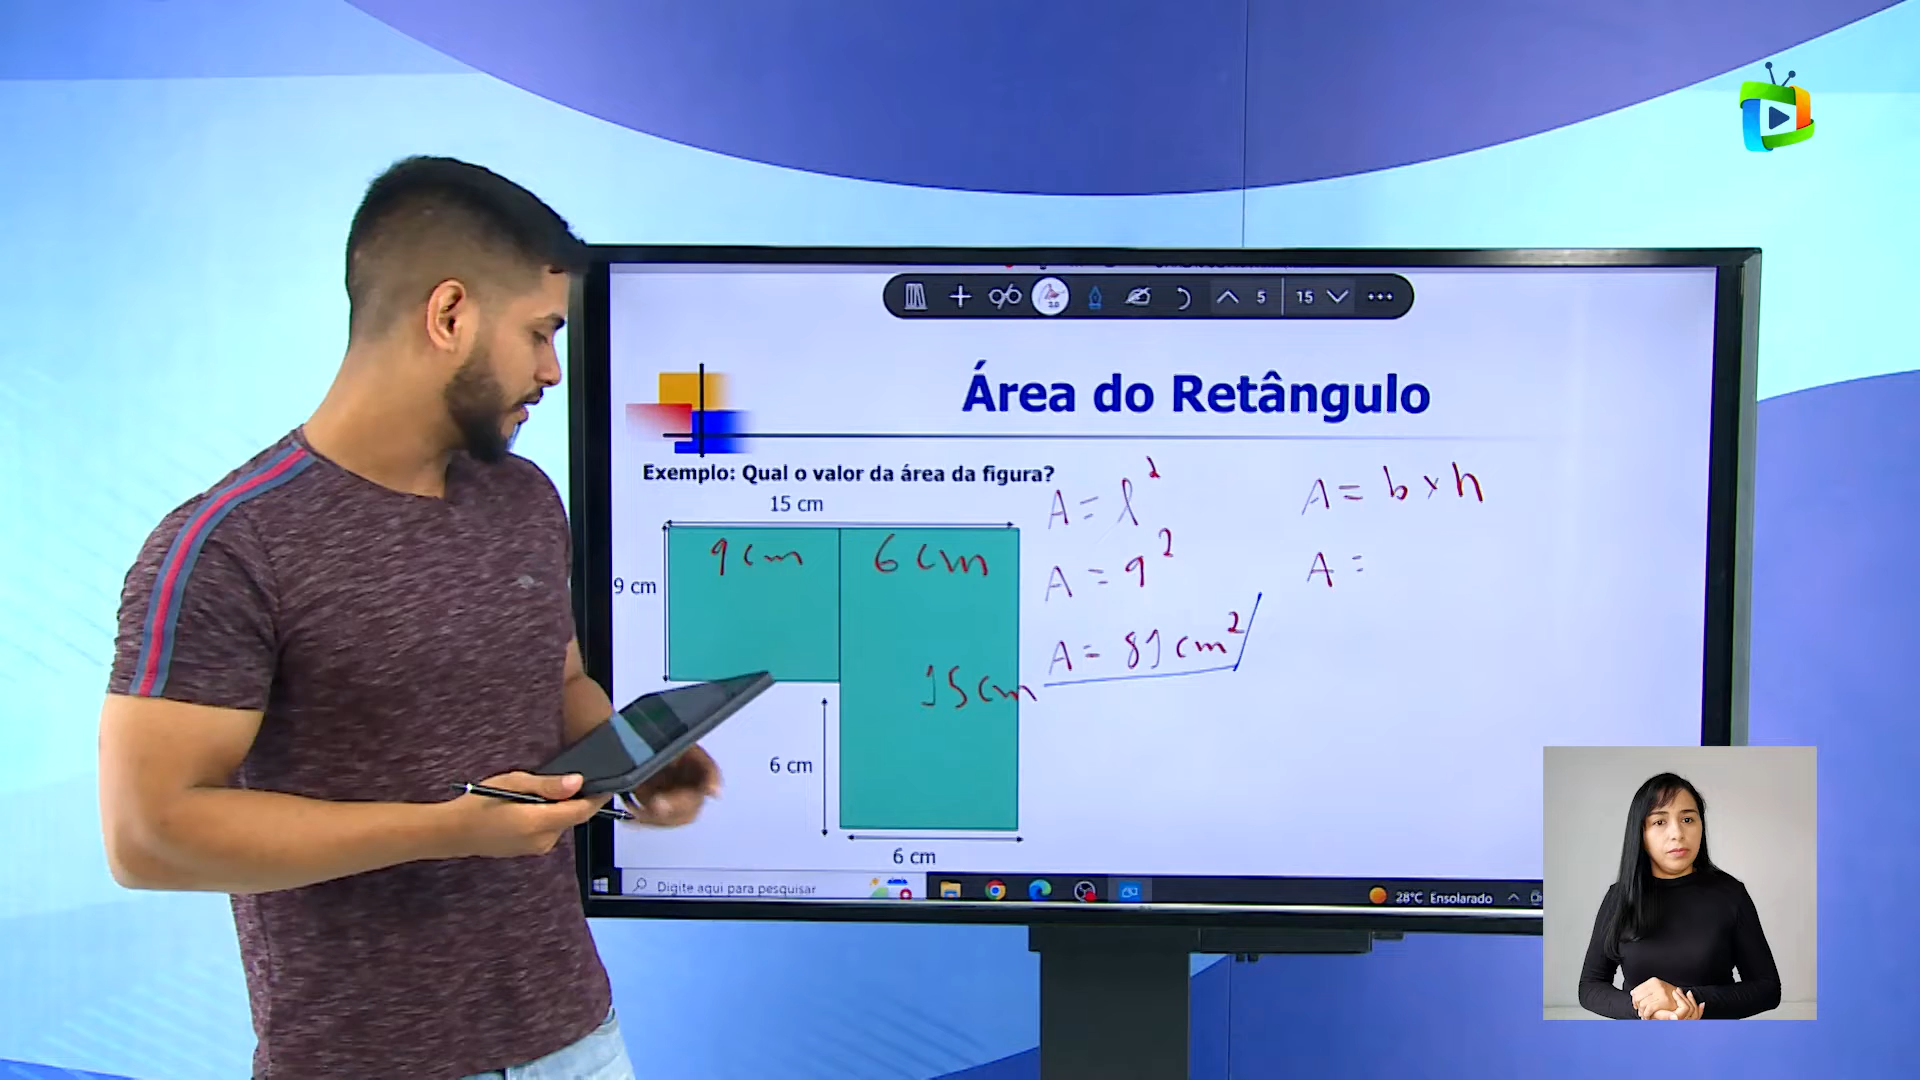 5 15
Área do Retângulo
Exemplo: Qual o valor da área da figura?
15 cm
9 cm
6 cm
9 cm
15 cm
6 cm
6 cm
A = l²
A = 9²
A = 81 cm²
A = b x h
A =
Digite aqui para pesquisar
28°C Ensolarado